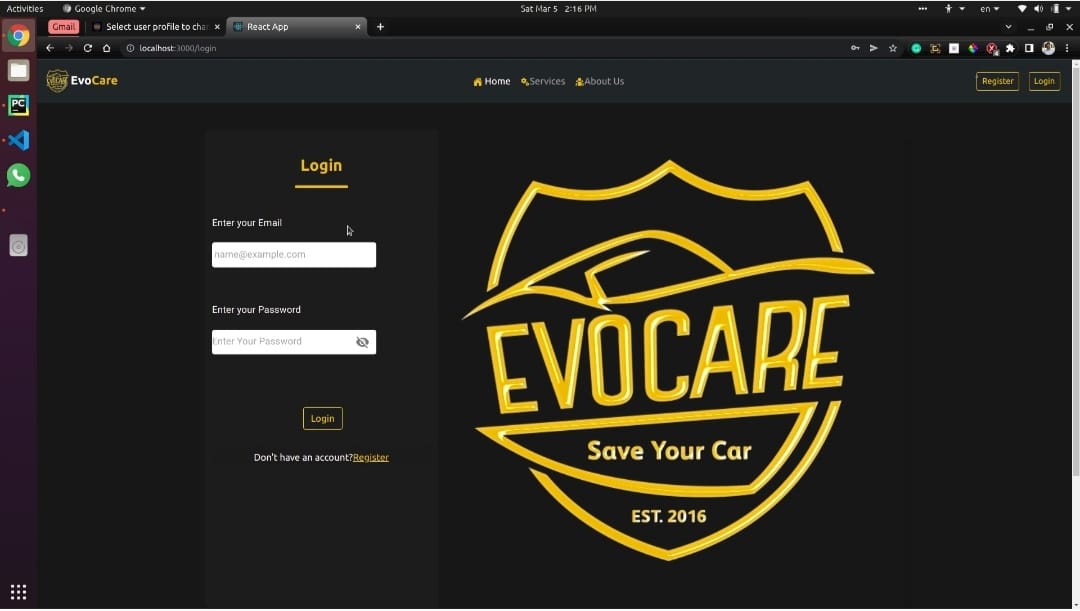 Activities
Google Chrome
Sat Mar 5 2:16 PM
en
Gmail
Select user profile to cha
React App
localhost:3000/login
EvoCare
Home
Services
About Us
Register
Login
Login
Enter your Email
name@example.com
Enter your Password
Enter Your Password
Login
Don't have an account?Register
EVOCARE
Save Your Car
EST. 2016
PC